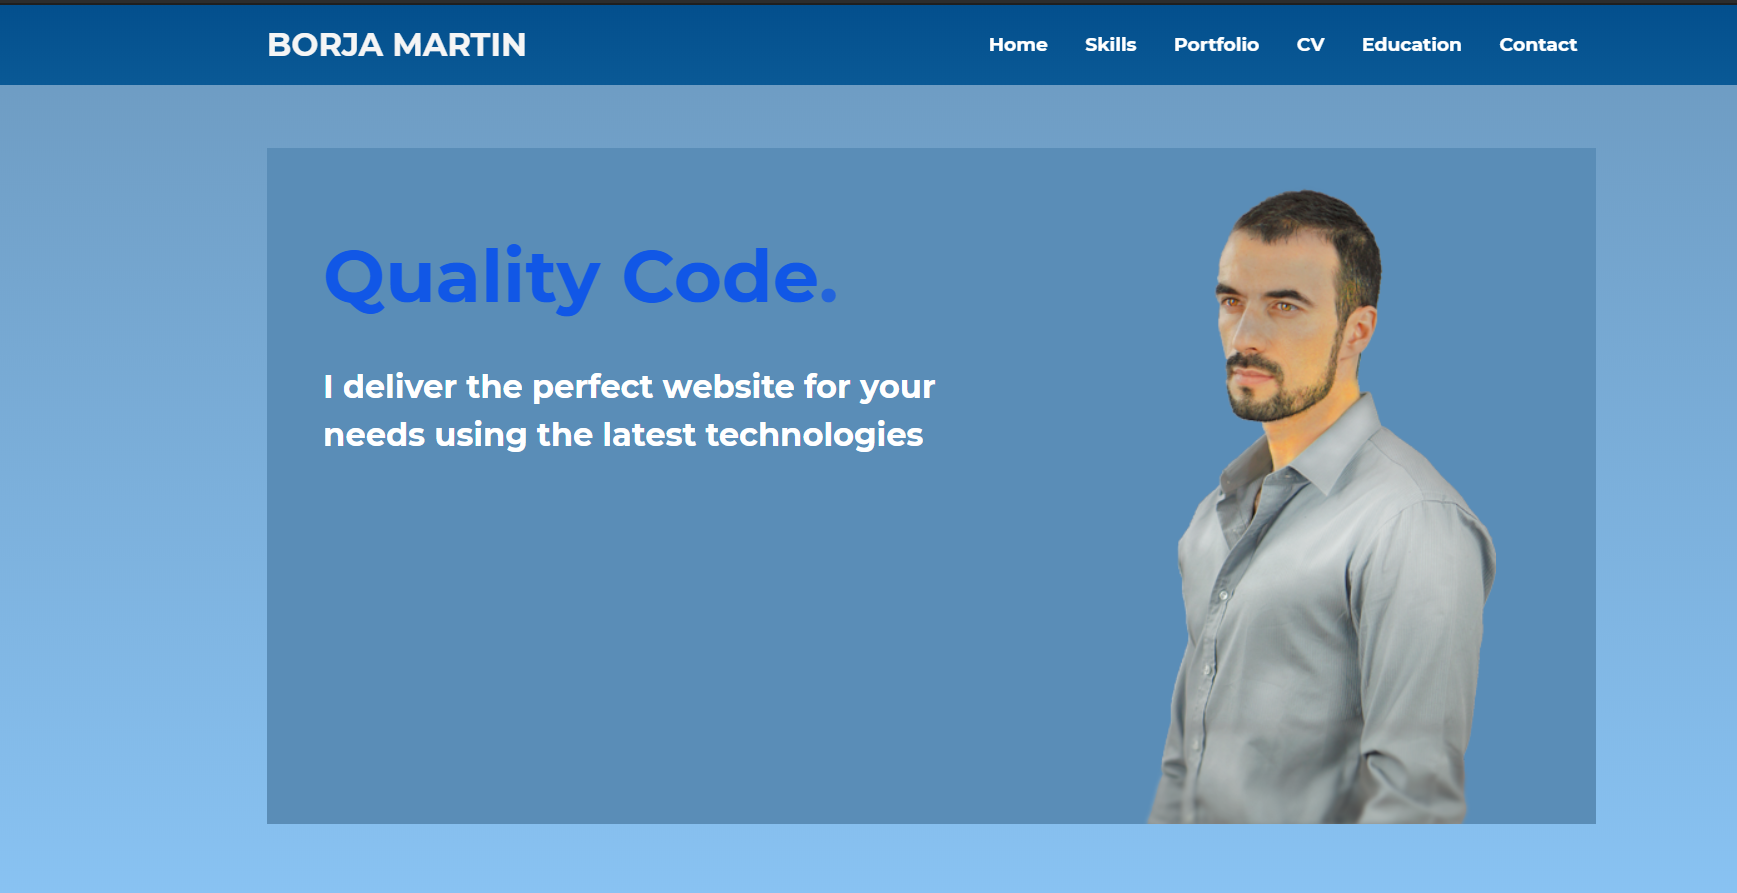 BORJA MARTIN
Home Skills Portfolio CV Education Contact
Quality Code.
I deliver the perfect website for your
needs using the latest technologies